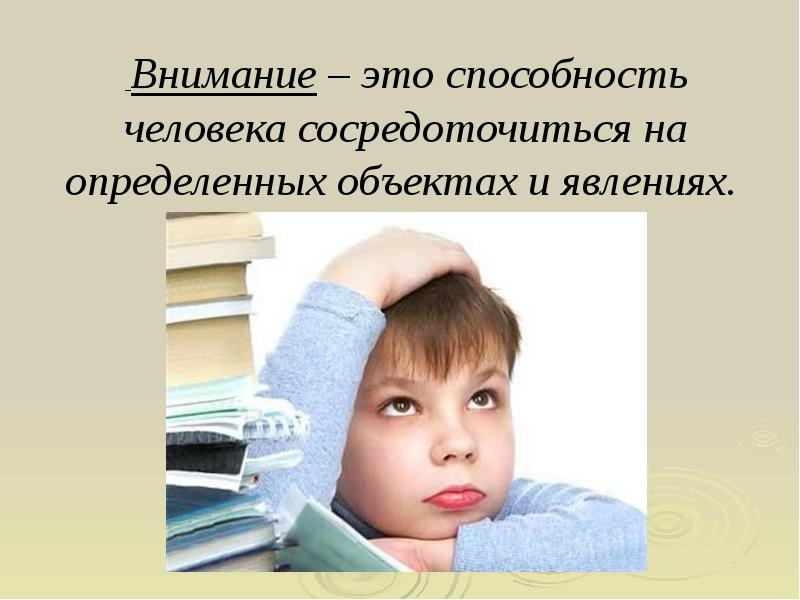 Внимание – это способность
человека сосредоточиться на
определенных объектах и явлениях.